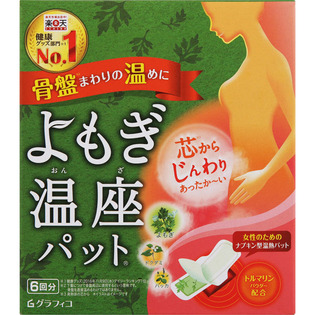 楽天
健康
グッズ部門
No.1
骨盤まわりの温めに
よもぎ
おん ざ
温座
パット®
芯から
じんわり
あったか〜い
女性のための
ナプキン型温熱パット
トルマリン
パウダー
配合
6回分
グラフィコ